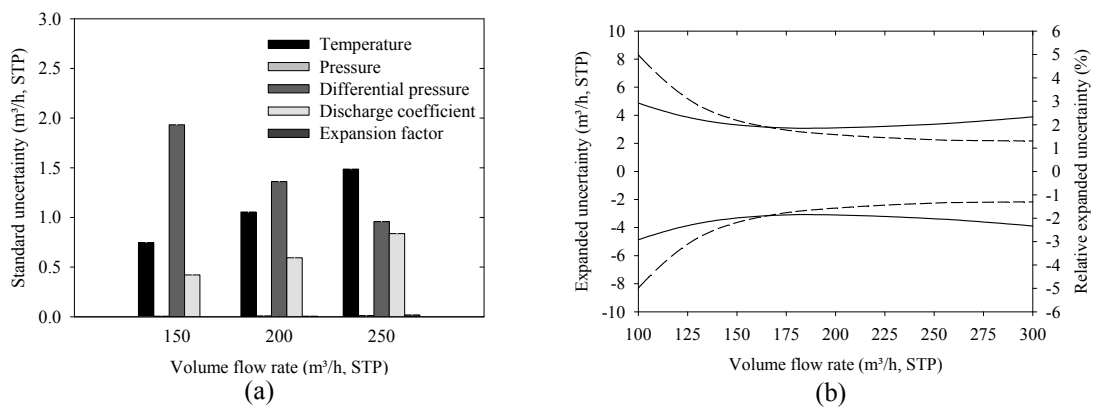 3.0
2.5
2.0
1.5
1.0
0.5
0.0
Standard uncertainty (m³/h, STP)
Temperature
Pressure
Differential pressure
Discharge coefficient
Expansion factor
150 200 250
Volume flow rate (m³/h, STP)
(a)
10
8
6
4
2
0
-2
-4
-6
-8
-10
Expanded uncertainty (m³/h, STP)
6
5
4
3
2
1
0
-1
-2
-3
-4
-5
-6
Relative expanded uncertainty (%)
100 125 150 175 200 225 250 275 300
Volume flow rate (m³/h, STP)
(b)